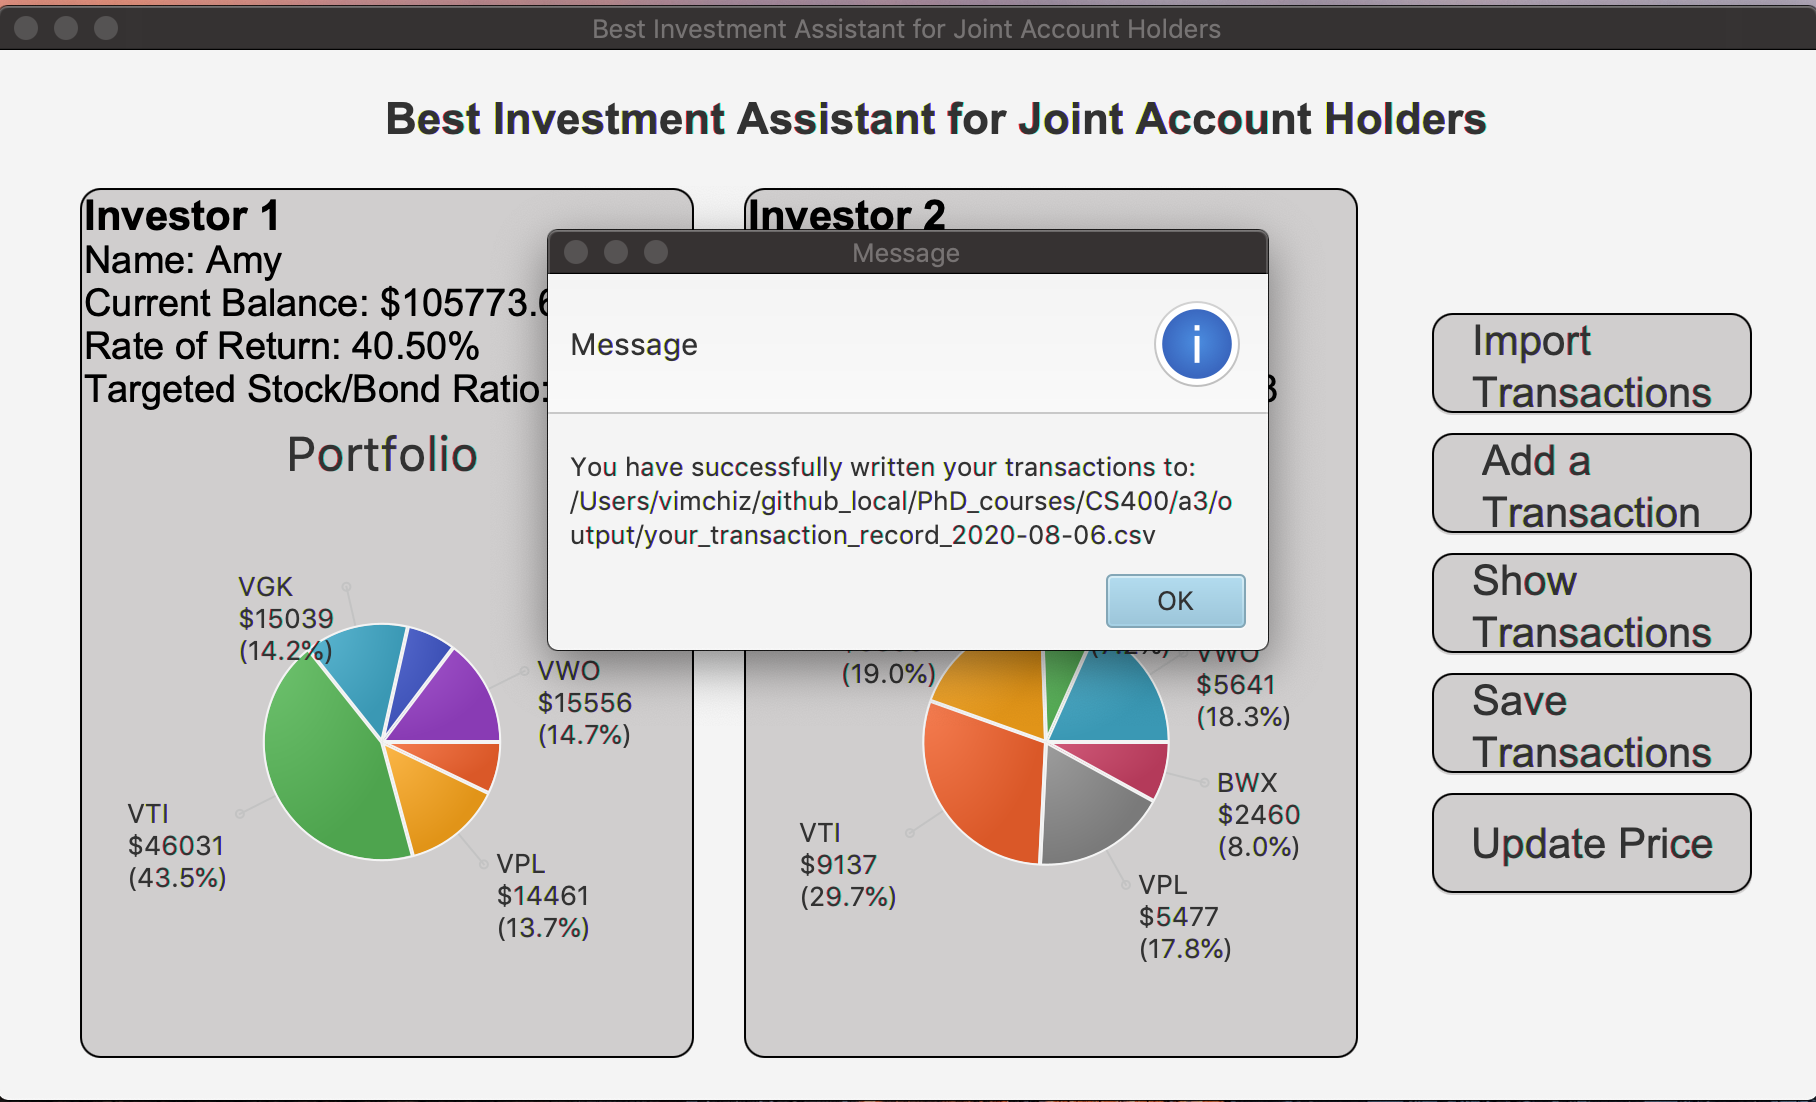 Best Investment Assistant for Joint Account Holders
Best Investment Assistant for Joint Account Holders
Investor 1
Name: Amy
Current Balance: $105773.6
Rate of Return: 40.50%
Targeted Stock/Bond Ratio:
Portfolio
VGK
$15039
(14.2%)
VWO
$15556
(14.7%)
VTI
$46031
(43.5%)
VPL
$14461
(13.7%)
Investor 2
Message
Message
i
You have successfully written your transactions to:
/Users/vimchiz/github_local/PhD_courses/CS400/a3/o
utput/your_transaction_record_2020-08-06.csv
OK
(19.0%)
VWO
$5641
(18.3%)
BWX
$2460
(8.0%)
VTI
$9137
(29.7%)
VPL
$5477
(17.8%)
Import
Transactions
Add a
Transaction
Show
Transactions
Save
Transactions
Update Price